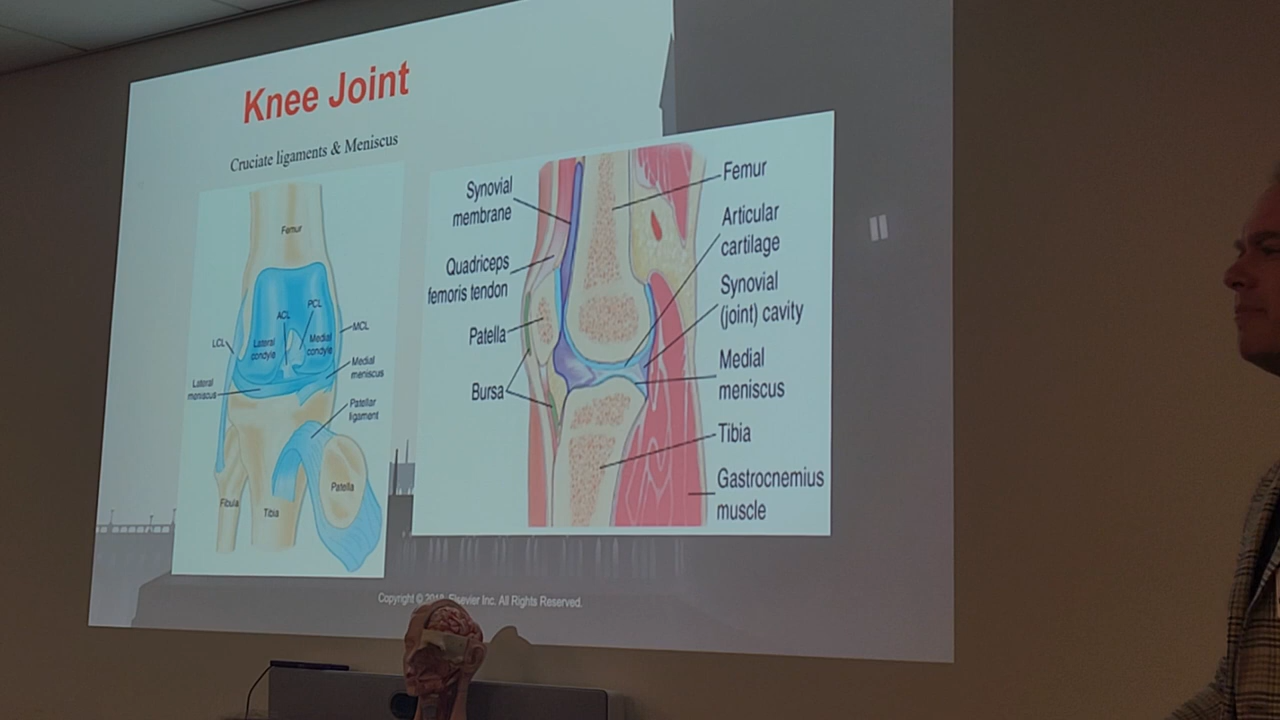 Knee Joint
Cruciate ligaments & Meniscus
Femur
ACL
PCL
LCL
MCL
Lateral
condyle
Medial
condyle
Medial
meniscus
Lateral
meniscus
Patellar
ligament
Patella
Fibula
Tibia
Synovial
membrane
Quadriceps
femoris tendon
Patella
Bursa
Femur
Articular
cartilage
Synovial
(joint) cavity
Medial
meniscus
Tibia
Gastrocnemius
muscle
Copyright © Elsevier Inc. All Rights Reserved.